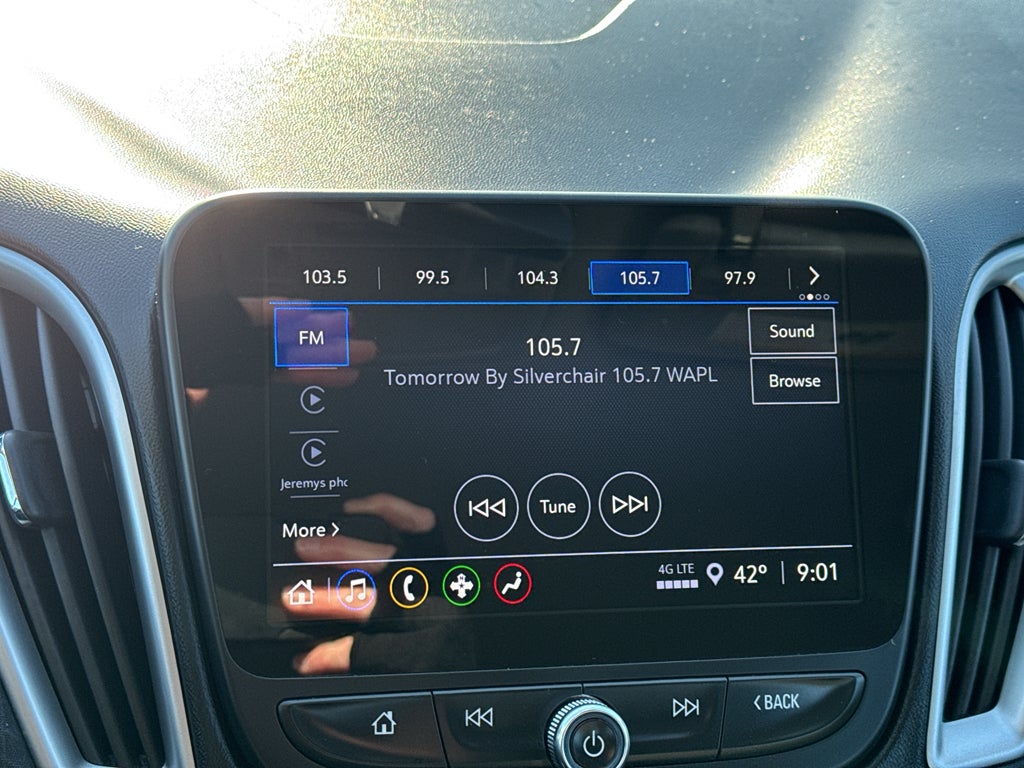 103.5 99.5 104.3 105.7 97.9
FM
105.7
Tomorrow By Silverchair 105.7 WAPL
Sound
Browse
Jeremys pho
Tune
More
4G LTE
42° 9:01
BACK